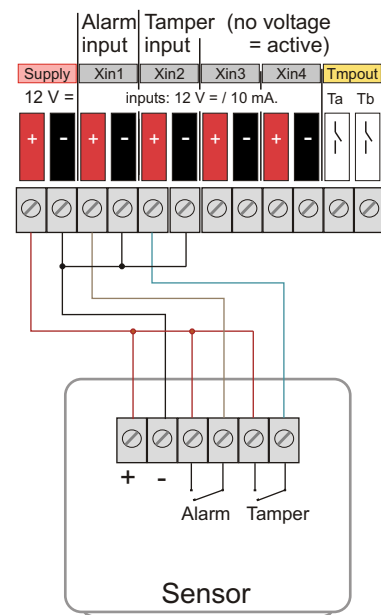 Alarm Tamper (no voltage
input input = active)
Supply Xin1 Xin2 Xin3 Xin4 Tmpout
12 V = inputs: 12 V = / 10 mA. Ta Tb
+ - + - + - + - + -
+ -
Alarm Tamper
Sensor